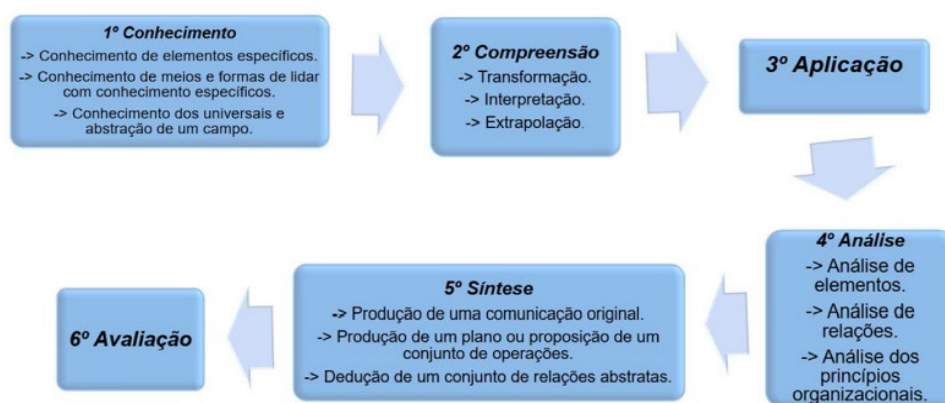 1º Conhecimento
-> Conhecimento de elementos específicos.
-> Conhecimento de meios e formas de lidar
com conhecimento específicos.
-> Conhecimento dos universais e
abstração de um campo.
2º Compreensão
-> Transformação.
-> Interpretação.
-> Extrapolação.
3º Aplicação
4º Análise
-> Análise de
elementos.
-> Análise de
relações.
-> Análise dos
princípios
organizacionais.
5º Síntese
-> Produção de uma comunicação original.
-> Produção de um plano ou proposição de um
conjunto de operações.
-> Dedução de um conjunto de relações abstratas.
6º Avaliação